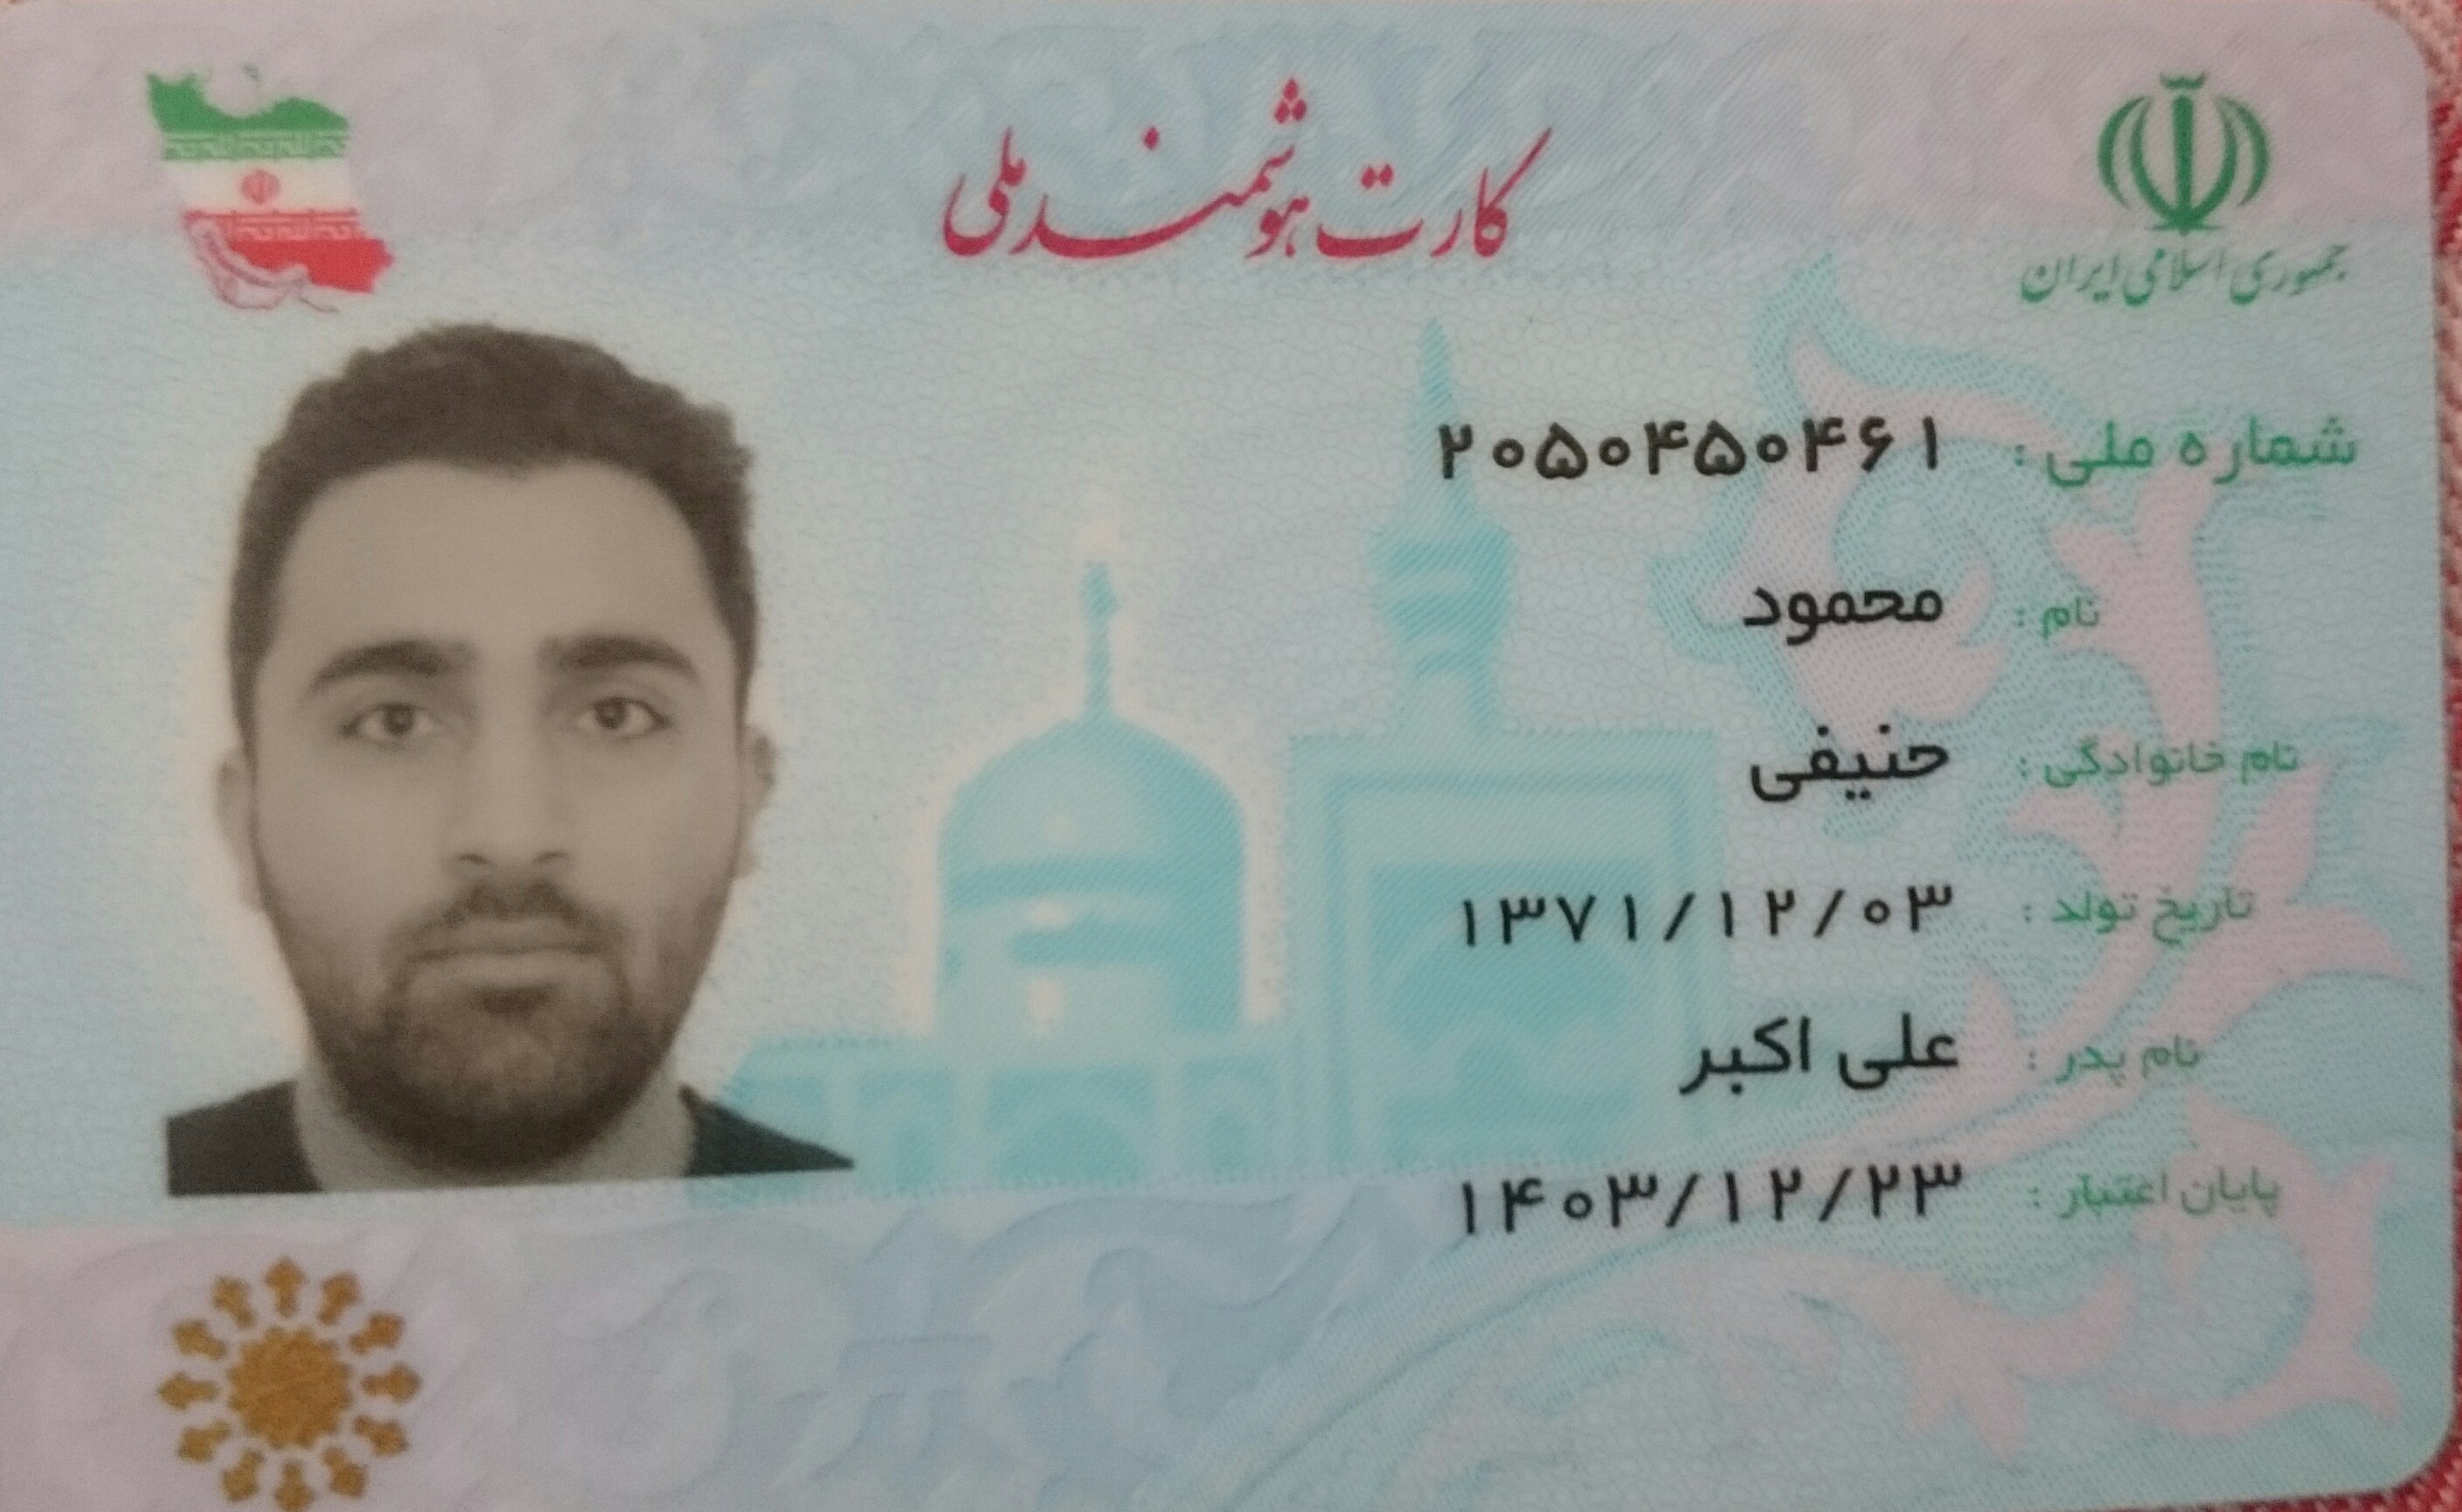 کارت هوشمند ملی
جمهوری اسلامی ایران
شماره ملی : ۲۰۵۰۴۵۰۴۶۱
نام : محمود
نام خانوادگی : حنیفی
تاریخ تولد : ۱۳۷۱/۱۲/۰۳
نام پدر : علی اکبر
پایان اعتبار : ۱۴۰۳/۱۲/۲۳